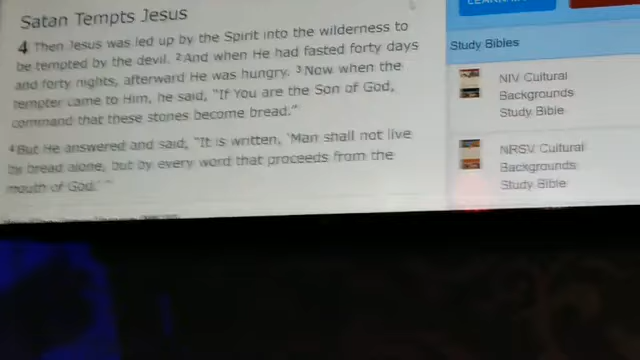 Satan Tempts Jesus
4 Then Jesus was led up by the Spirit into the wilderness to
be tempted by the devil. 2 And when He had fasted forty days
and forty nights, afterward He was hungry. 3 Now when the
tempter came to Him, he said, "If You are the Son of God,
command that these stones become bread."
4 But He answered and said, "It is written, 'Man shall not live
by bread alone, but by every word that proceeds from the
mouth of God.' "
Study Bibles
NIV Cultural
Backgrounds
Study Bible
NRSV Cultural
Backgrounds
Study Bible